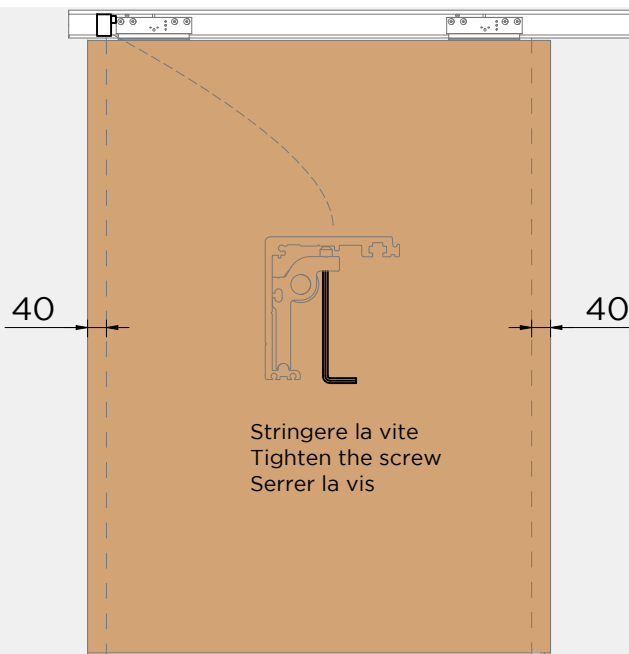 40
40
Stringere la vite
Tighten the screw
Serrer la vis